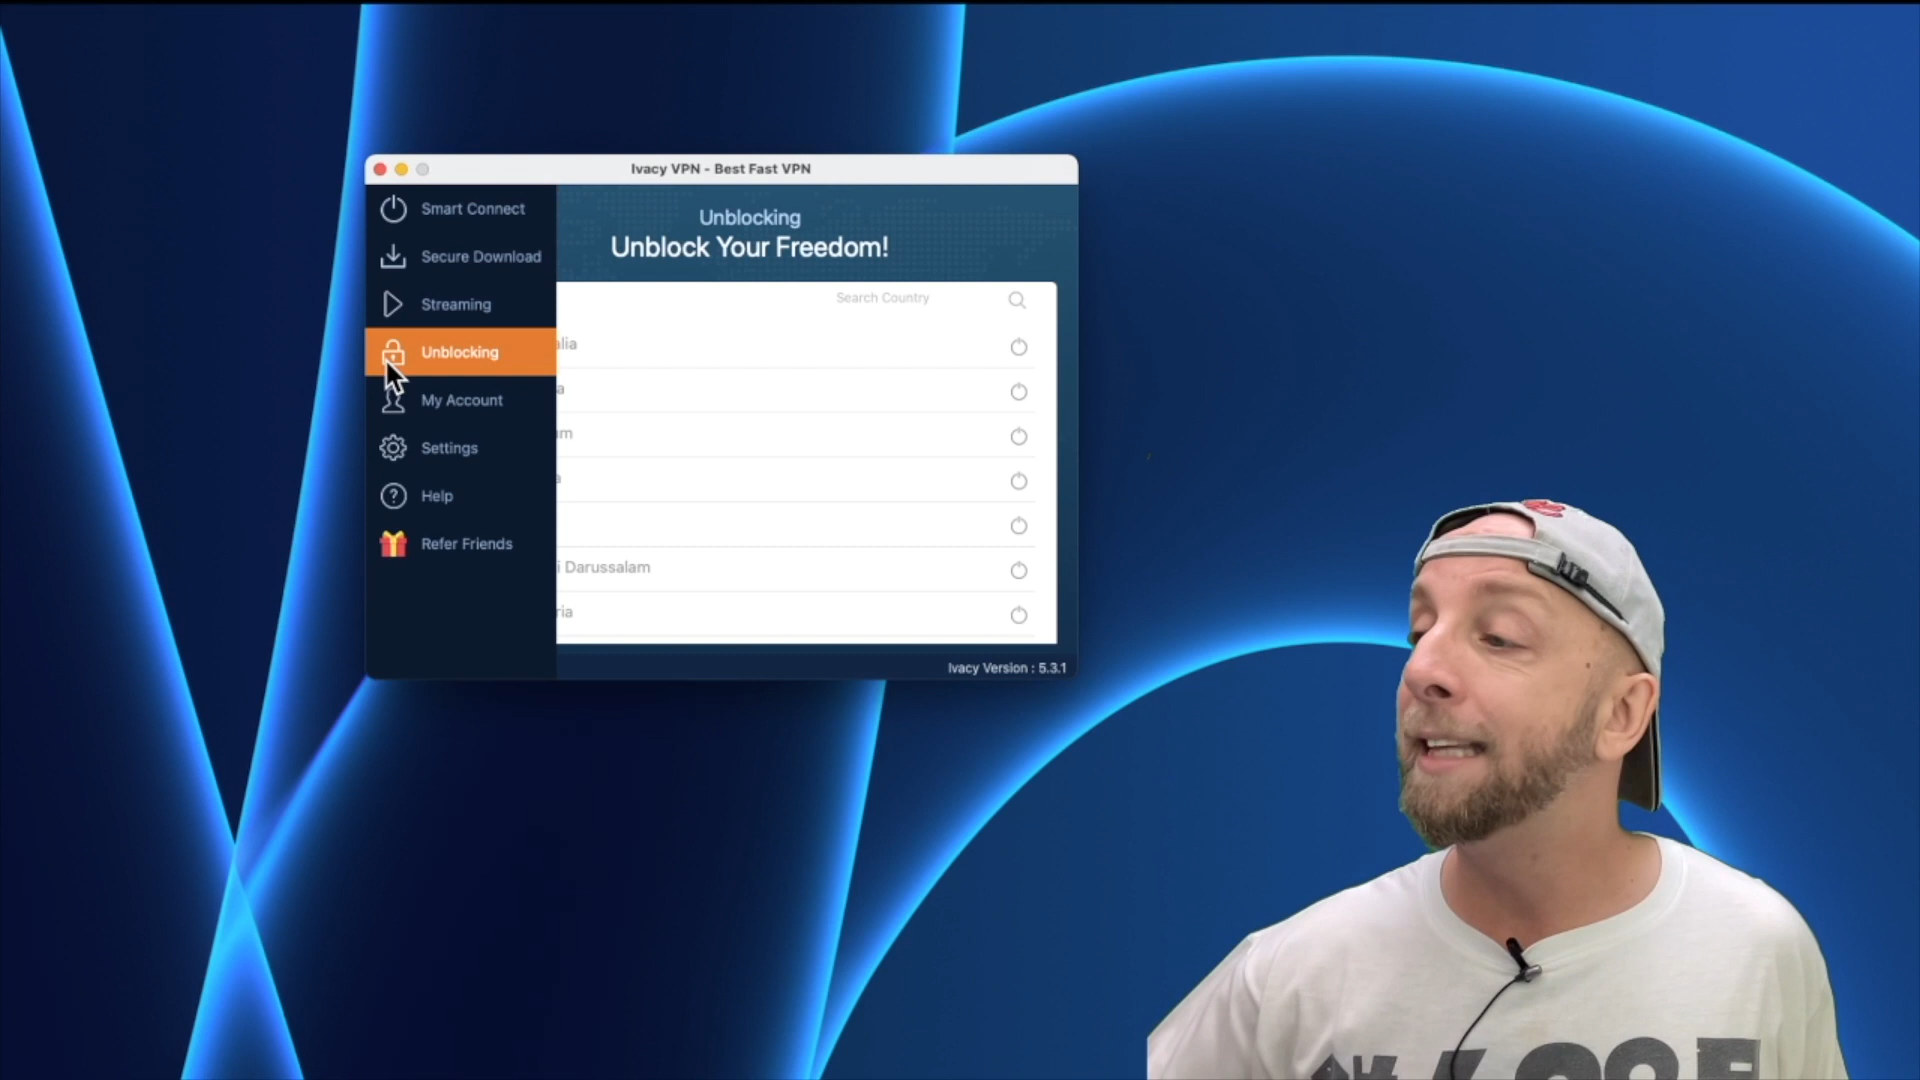 Ivacy VPN - Best Fast VPN
Smart Connect
Secure Download
Streaming
Unblocking
My Account
Settings
Help
Refer Friends
Unblocking
Unblock Your Freedom!
Search Country
alia
a
m
a
i Darussalam
ria
Ivacy Version : 5.3.1